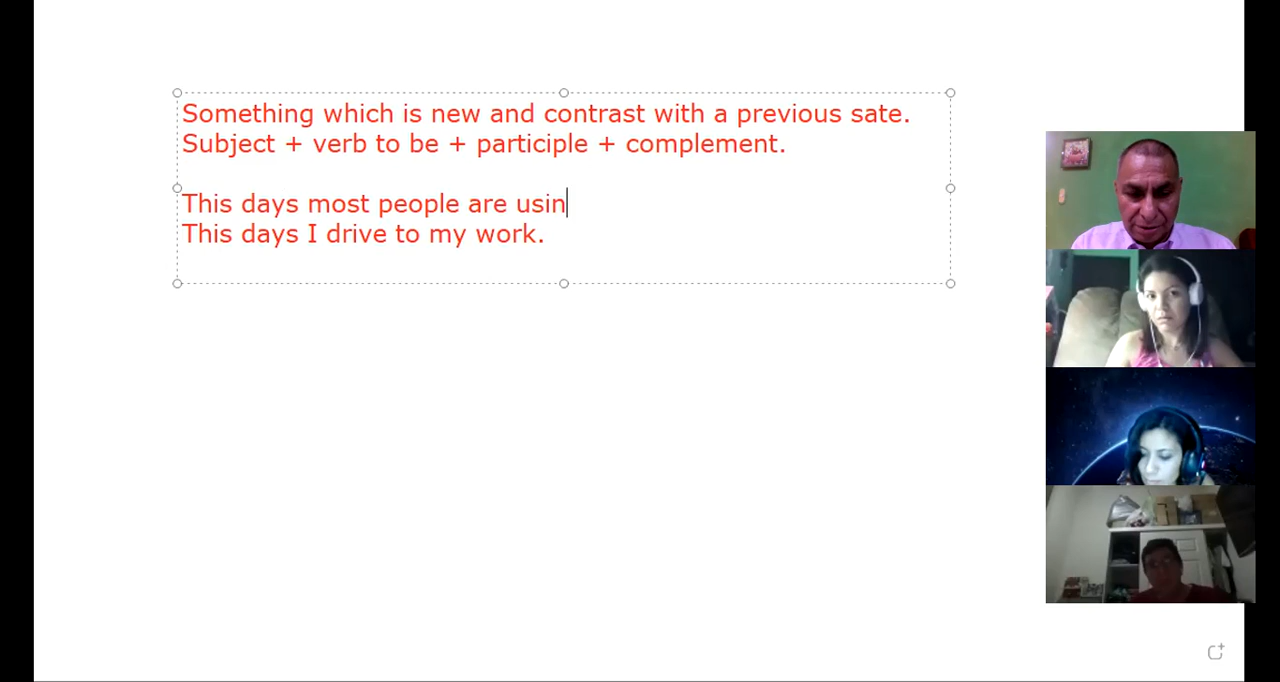 Something which is new and contrast with a previous sate.
Subject + verb to be + participle + complement.
This days most people are usin
This days I drive to my work.